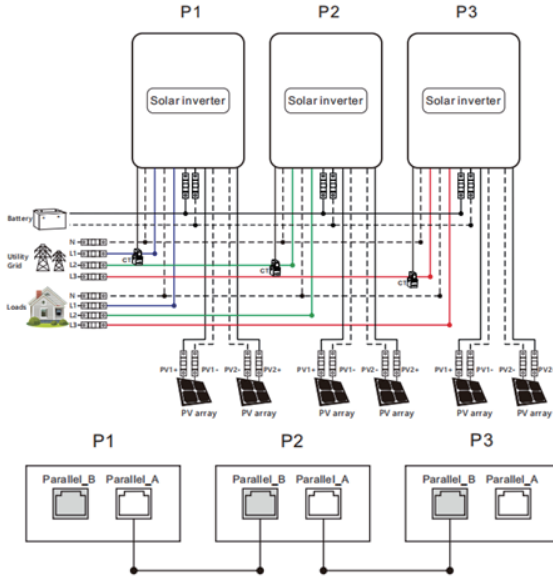 P1 P2 P3
Solar inverter Solar inverter Solar inverter
Battery
N
Utility Grid
L1
CT
L2
CT
L3
CT
Loads
N
L1
L2
L3
PV1+ PV1- PV2- PV2+ PV1+ PV1- PV2- PV2+ PV1+ PV1- PV2- PV2+
PV array PV array PV array PV array PV array PV array
P1 P2 P3
Parallel_B Parallel_A Parallel_B Parallel_A Parallel_B Parallel_A